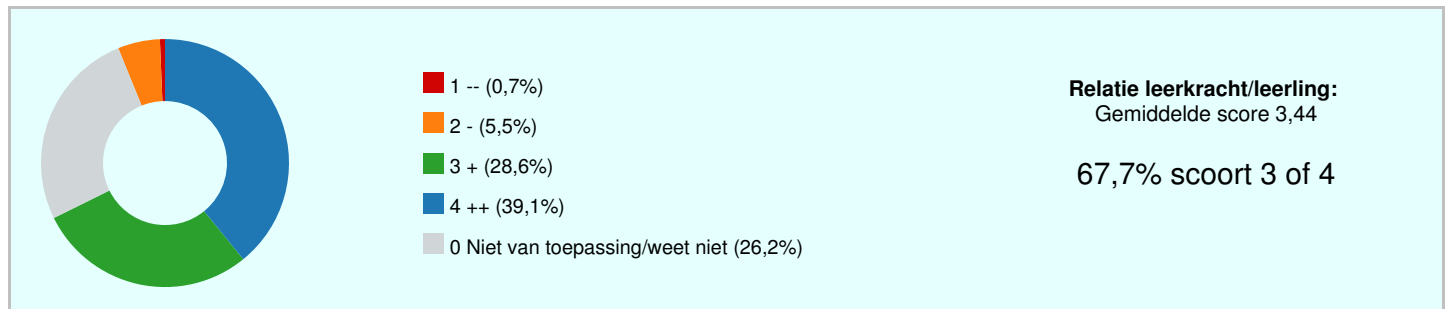 1 -- (0,7%)
2 - (5,5%)
3 + (28,6%)
4 ++ (39,1%)
0 Niet van toepassing/weet niet (26,2%)
Relatie leerkracht/leerling:
Gemiddelde score 3,44
67,7% scoort 3 of 4